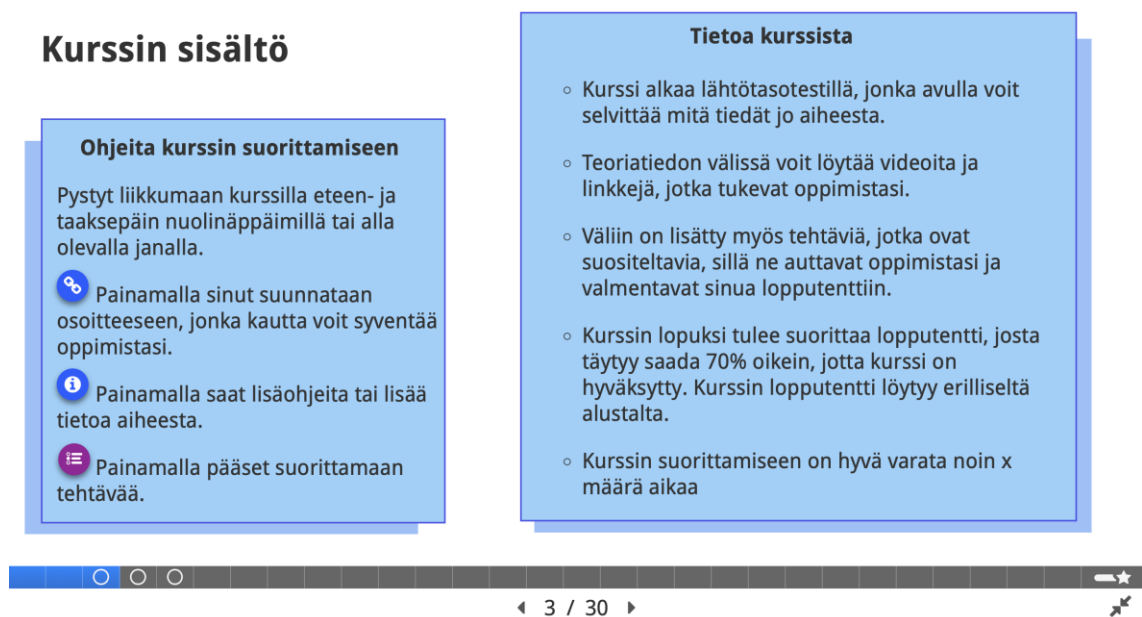 Kurssin sisältö
Ohjeita kurssin suorittamiseen
Pystyt liikkumaan kurssilla eteen- ja
taaksepäin nuolinäppäimillä tai alla
olevalla janalla.
Painamalla sinut suunnataan
osoitteeseen, jonka kautta voit syventää
oppimistasi.
Painamalla saat lisäohjeita tai lisää
tietoa aiheesta.
Painamalla pääset suorittamaan
tehtävää.
Tietoa kurssista
Kurssi alkaa lähtötasotestillä, jonka avulla voit
selvittää mitä tiedät jo aiheesta.
Teoriatiedon välissä voit löytää videoita ja
linkkejä, jotka tukevat oppimistasi.
Väliin on lisätty myös tehtäviä, jotka ovat
suositeltavia, sillä ne auttavat oppimistasi ja
valmentavat sinua lopputenttiin.
Kurssin lopuksi tulee suorittaa lopputentti, josta
täytyy saada 70% oikein, jotta kurssi on
hyväksytty. Kurssin lopputentti löytyy erilliseltä
alustalta.
Kurssin suorittamiseen on hyvä varata noin x
määrä aikaa
3 / 30